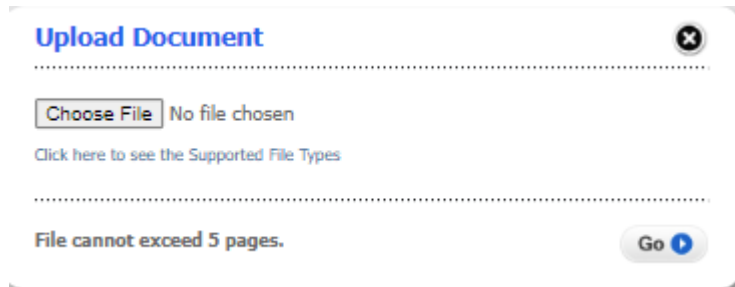 Upload Document
Choose File No file chosen
Click here to see the Supported File Types
File cannot exceed 5 pages.
Go